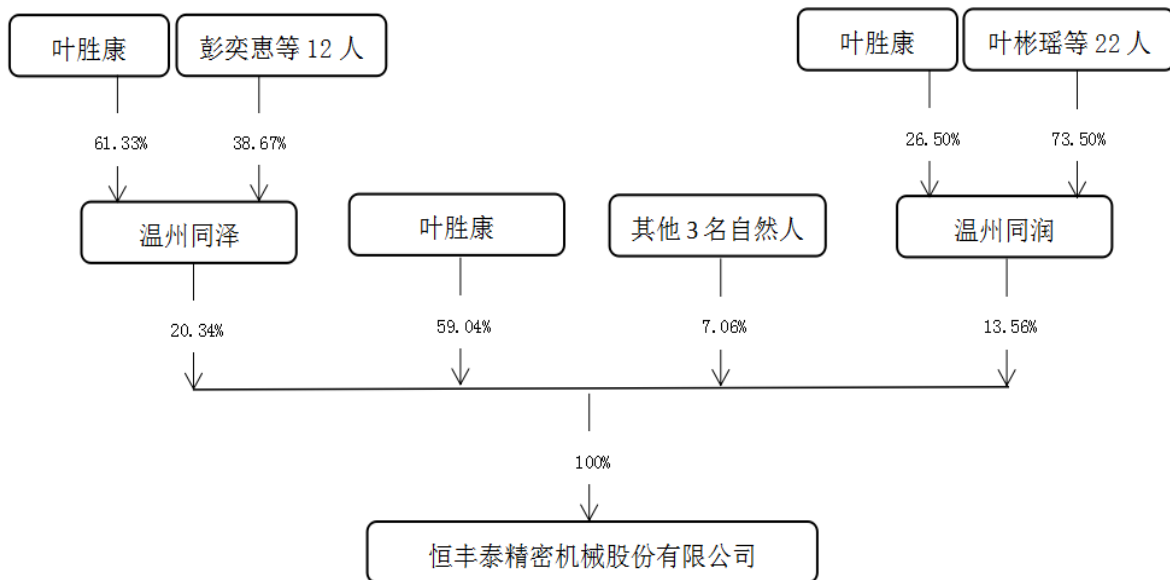 叶胜康
彭奕惠等 12 人
叶胜康
叶彬瑶等 22 人
61.33%
38.67%
26.50%
73.50%
温州同泽
叶胜康
其他 3 名自然人
温州同润
20.34%
59.04%
7.06%
13.56%
100%
恒丰泰精密机械股份有限公司